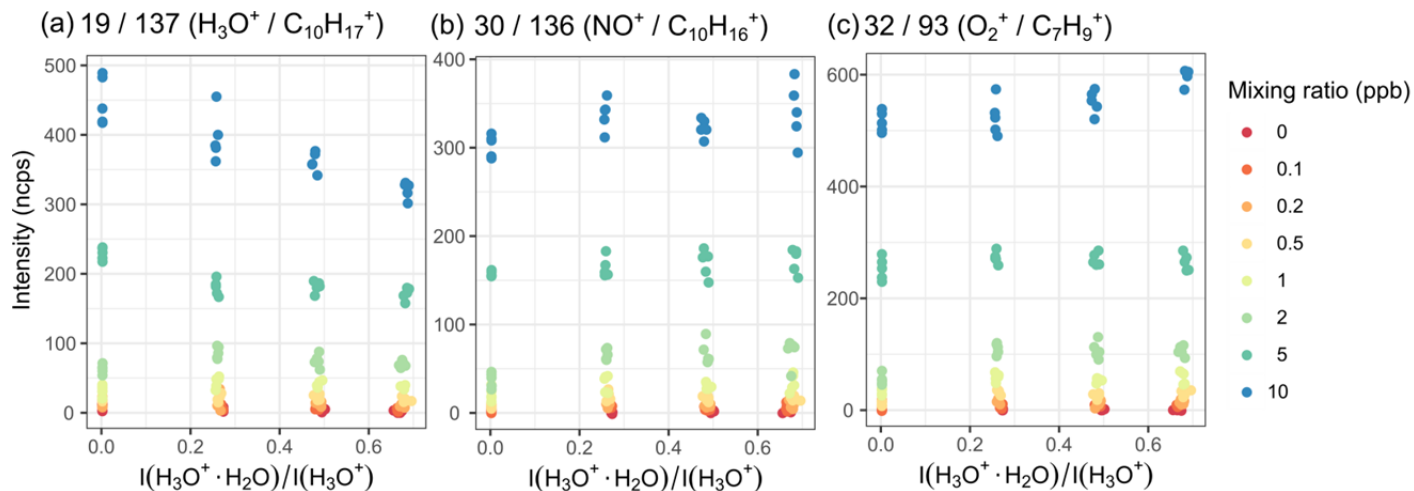 (a) 19 / 137 (H₃O⁺ / C₁₀H₁₇⁺)
(b) 30 / 136 (NO⁺ / C₁₀H₁₆⁺)
(c) 32 / 93 (O₂⁺ / C₇H₉⁺)
Intensity (ncps)
500
400
300
200
100
0
0.0 0.2 0.4 0.6
I(H₃O⁺·H₂O)/I(H₃O⁺)
400
300
200
100
0
0.0 0.2 0.4 0.6
I(H₃O⁺·H₂O)/I(H₃O⁺)
600
400
200
0
0.0 0.2 0.4 0.6
I(H₃O⁺·H₂O)/I(H₃O⁺)
Mixing ratio (ppb)
0
0.1
0.2
0.5
1
2
5
10